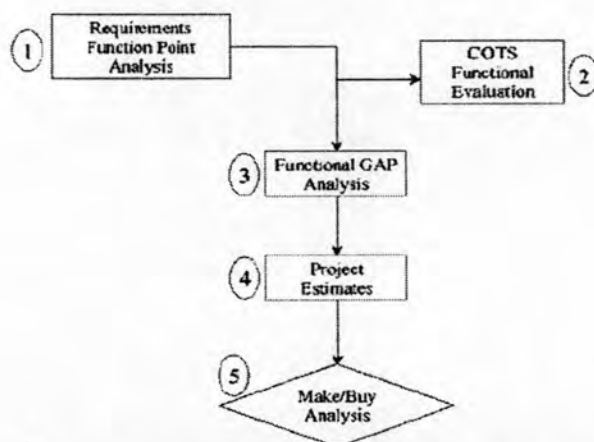 1
Requirements
Function Point
Analysis
COTS
Functional
Evaluation
2
3
Functional GAP
Analysis
4
Project
Estimates
5
Make/Buy
Analysis